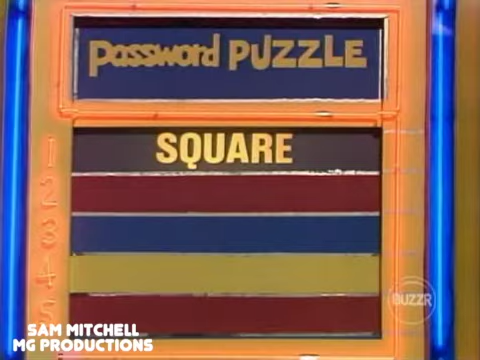 password PUZZLE
1 SQUARE
2
3
4
5
BUZZR
SAM MITCHELL
MG PRODUCTIONS